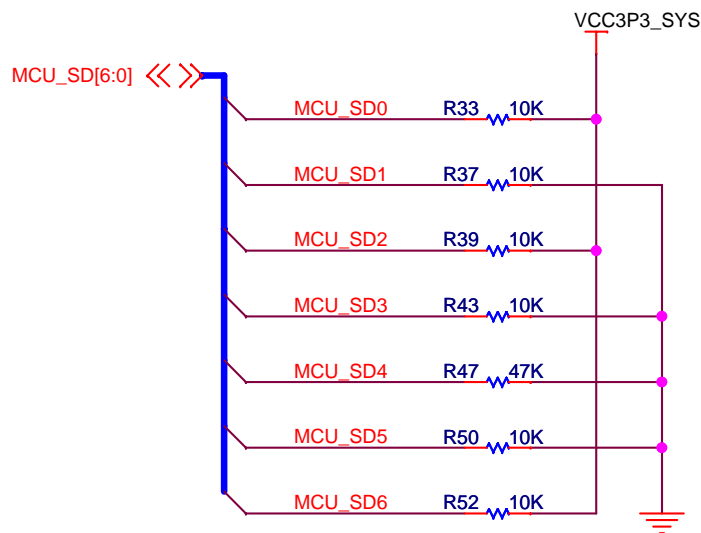 VCC3P3_SYS
MCU_SD[6:0]
MCU_SD0 R33 10K
MCU_SD1 R37 10K
MCU_SD2 R39 10K
MCU_SD3 R43 10K
MCU_SD4 R47 47K
MCU_SD5 R50 10K
MCU_SD6 R52 10K